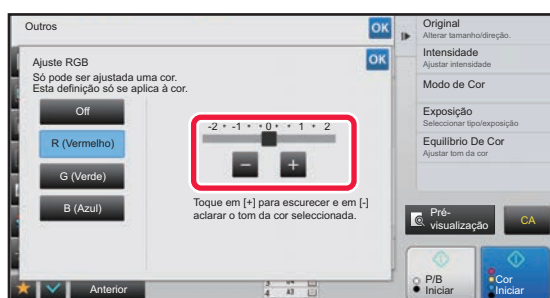 Outros
OK
Ajuste RGB
OK
Só pode ser ajustada uma cor.
Esta definição só se aplica à cor.
Off
R (Vermelho)
G (Verde)
B (Azul)
-2 • -1 • • 0 • • 1 • 2
−
+
Toque em [+] para escurecer e em [-]
aclarar o tom da cor seleccionada.
Anterior
Original
Alterar tamanho/direção.
Intensidade
Ajustar intensidade
Modo de Cor
Exposição
Seleccionar tipo/exposição
Equilíbrio De Cor
Ajustar tom da cor
Pré-
visualização
CA
P/B
Iniciar
Cor
Iniciar
4 A3